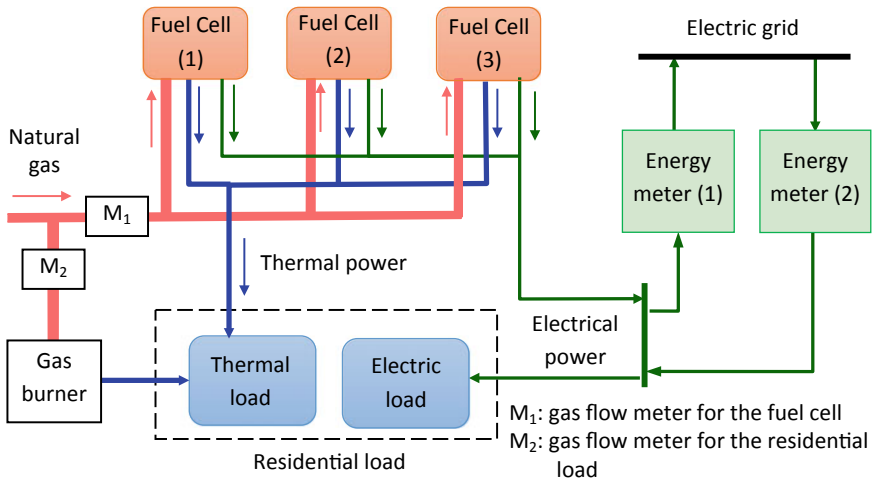 Fuel Cell
(1)
Fuel Cell
(2)
Fuel Cell
(3)
Electric grid
Natural
gas
Energy
meter (1)
Energy
meter (2)
M₁
M₂
Thermal power
Gas
burner
Thermal
load
Electric
load
Electrical
power
Residential load
M₁: gas flow meter for the fuel cell
M₂: gas flow meter for the residential
load